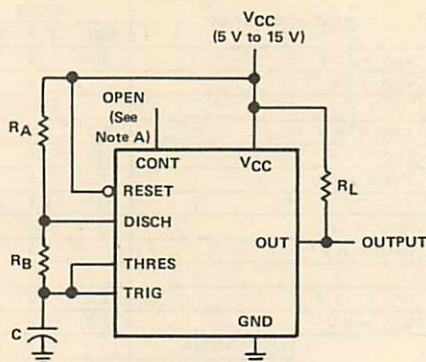 VCC
(5 V to 15 V)
OPEN
(See
Note A)
RA
CONT
VCC
RESET
RL
DISCH
RB
OUT
OUTPUT
THRES
TRIG
C
GND